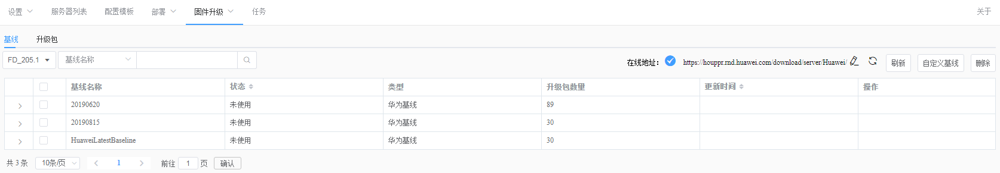 设置 服务器列表 配置模板 部署 固件升级 任务 关于
基线 升级包
FD_205.1 基线名称 在线地址： https://houppr.rnd.huawei.com/download/server/Huawei/ 刷新 自定义基线 删除
基线名称 状态 类型 升级包数量 更新时间 操作
20190620 未使用 华为基线 89
20190815 未使用 华为基线 30
HuaweiLatestBaseline 未使用 华为基线 30
共 3 条 10条/页 1 前往 1 页 确认